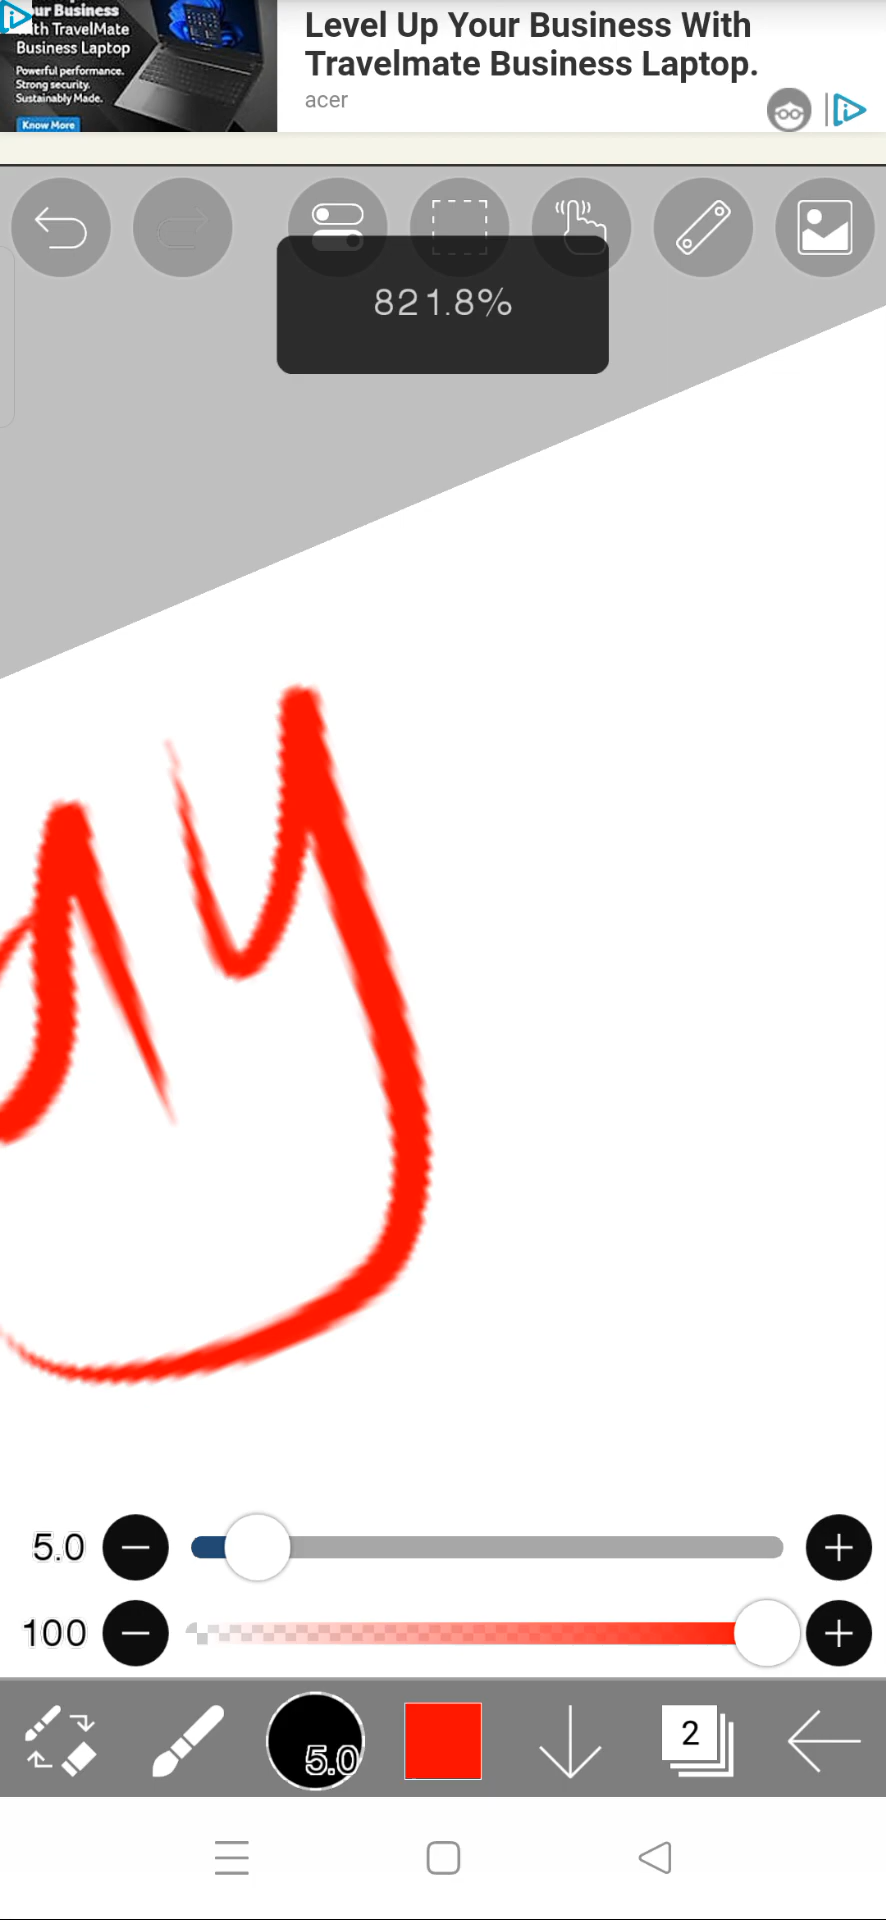 ur Business
th TravelMate
Business Laptop
Powerful performance.
Strong security.
Sustainably Made.
Know More
Level Up Your Business With
Travelmate Business Laptop.
acer
821.8%
ay
5.0
100
5.0
2